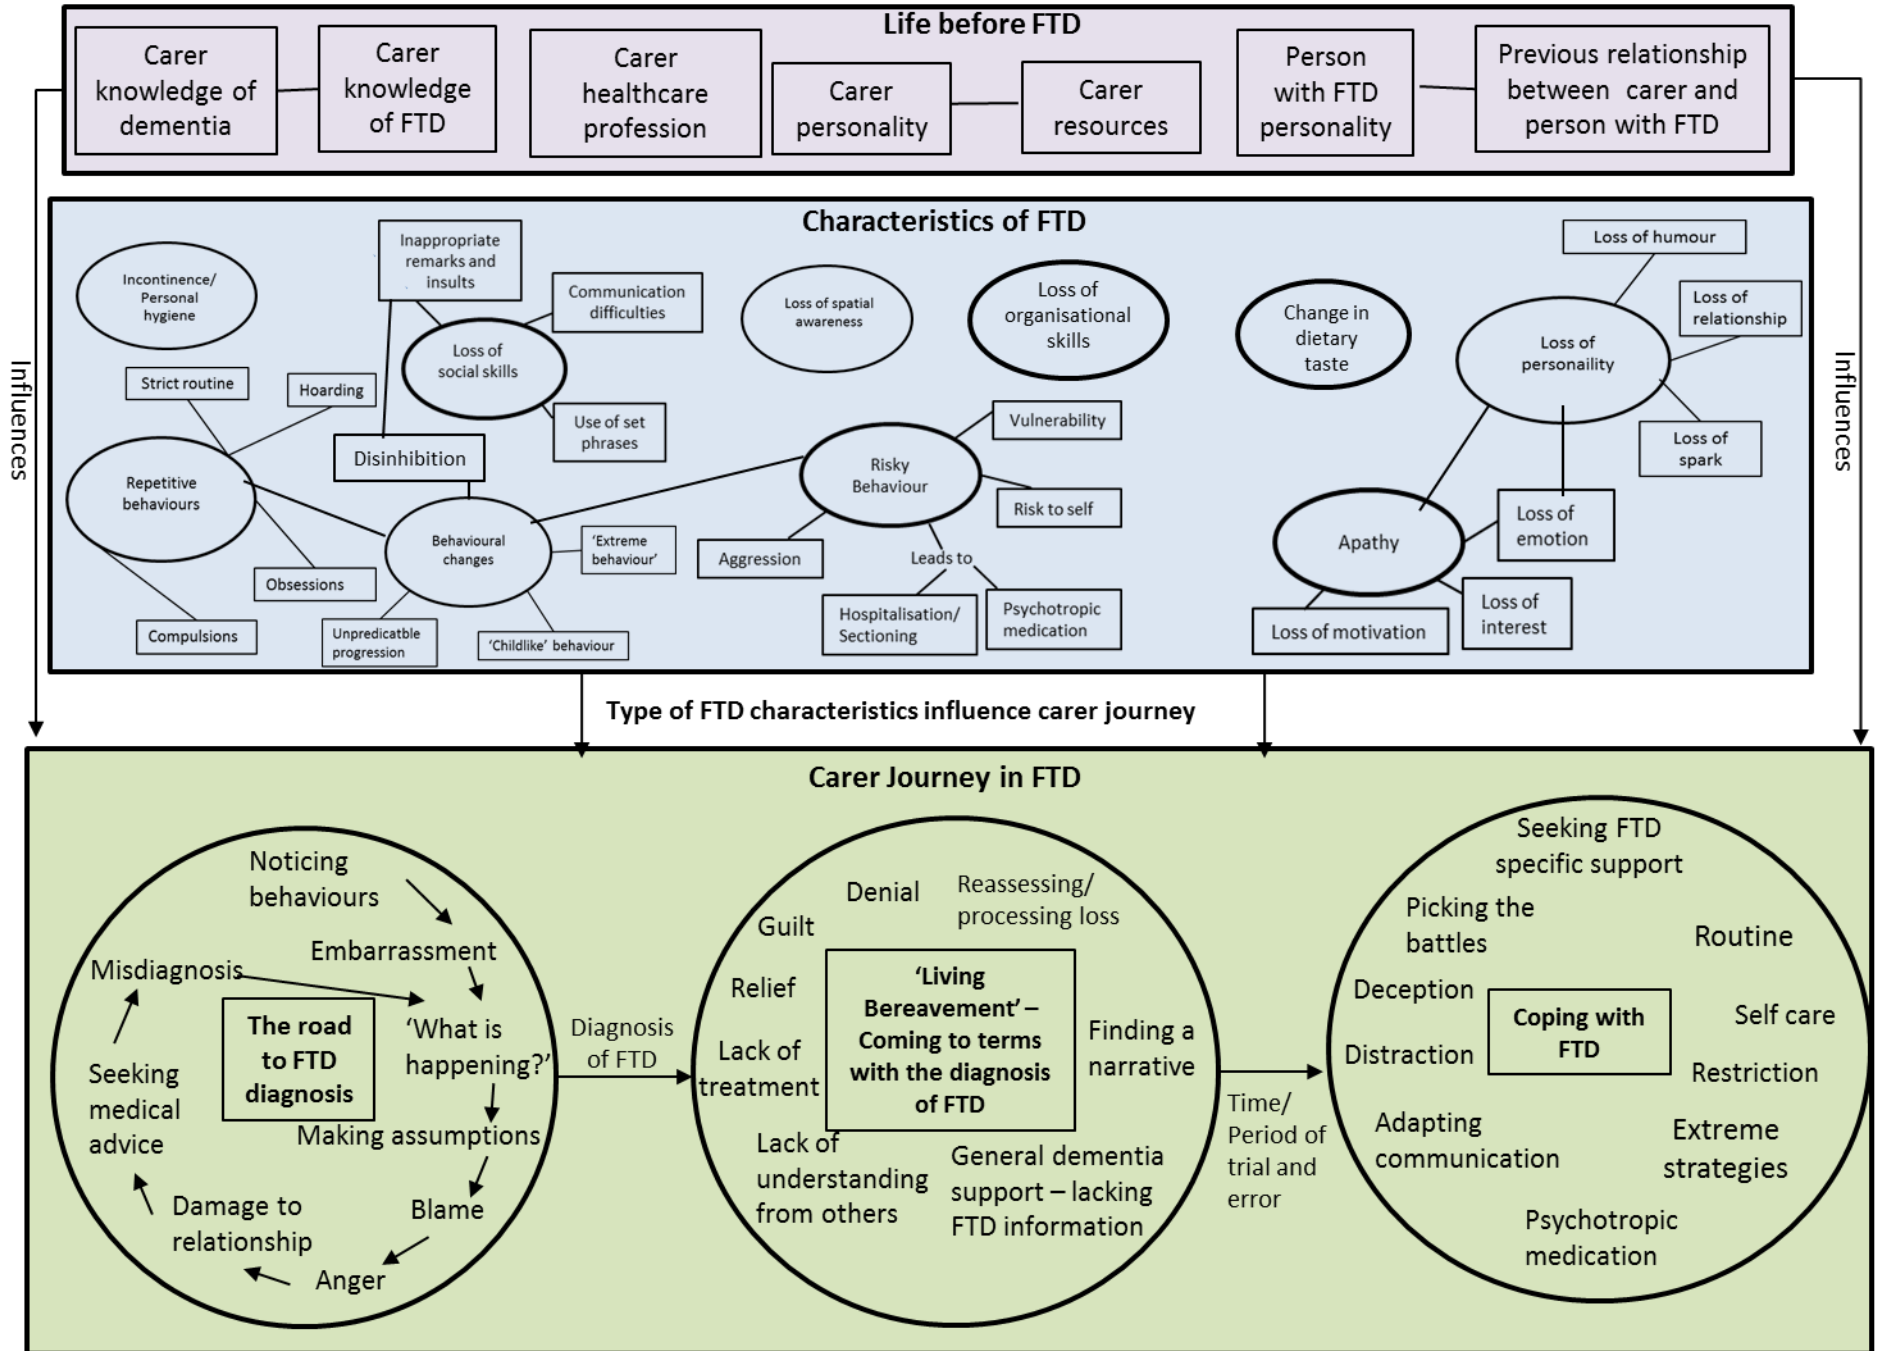 Life before FTD
Carer
knowledge of
dementia
Carer
knowledge
of FTD
Carer
healthcare
profession
Carer
personality
Carer
resources
Person
with FTD
personality
Previous relationship
between carer and
person with FTD
Influences
Influences
Characteristics of FTD
Incontinence/
Personal
hygiene
Inappropriate
remarks and
insults
Communication
difficulties
Loss of
social skills
Use of set
phrases
Loss of spatial
awareness
Loss of
organisational
skills
Change in
dietary
taste
Loss of humour
Loss of
relationship
Loss of
personaility
Loss of
spark
Strict routine
Hoarding
Disinhibition
Repetitive
behaviours
Obsessions
Compulsions
Behavioural
changes
'Extreme
behaviour'
Unpredicatble
progression
'Childlike' behaviour
Risky
Behaviour
Vulnerability
Risk to self
Aggression
Leads to
Hospitalisation/
Sectioning
Psychotropic
medication
Apathy
Loss of
emotion
Loss of motivation
Loss of
interest
Type of FTD characteristics influence carer journey
Carer Journey in FTD
Noticing
behaviours
Embarrassment
Misdiagnosis
'What is
happening?'
The road
to FTD
diagnosis
Seeking
medical
advice
Making assumptions
Blame
Damage to
relationship
Anger
Diagnosis
of FTD
Denial
Reassessing/
processing loss
Guilt
Relief
'Living
Bereavement' –
Coming to terms
with the diagnosis
of FTD
Finding a
narrative
Lack of
treatment
Lack of
understanding
from others
General dementia
support – lacking
FTD information
Time/
Period of
trial and
error
Seeking FTD
specific support
Picking the
battles
Routine
Deception
Coping with
FTD
Self care
Distraction
Restriction
Adapting
communication
Extreme
strategies
Psychotropic
medication